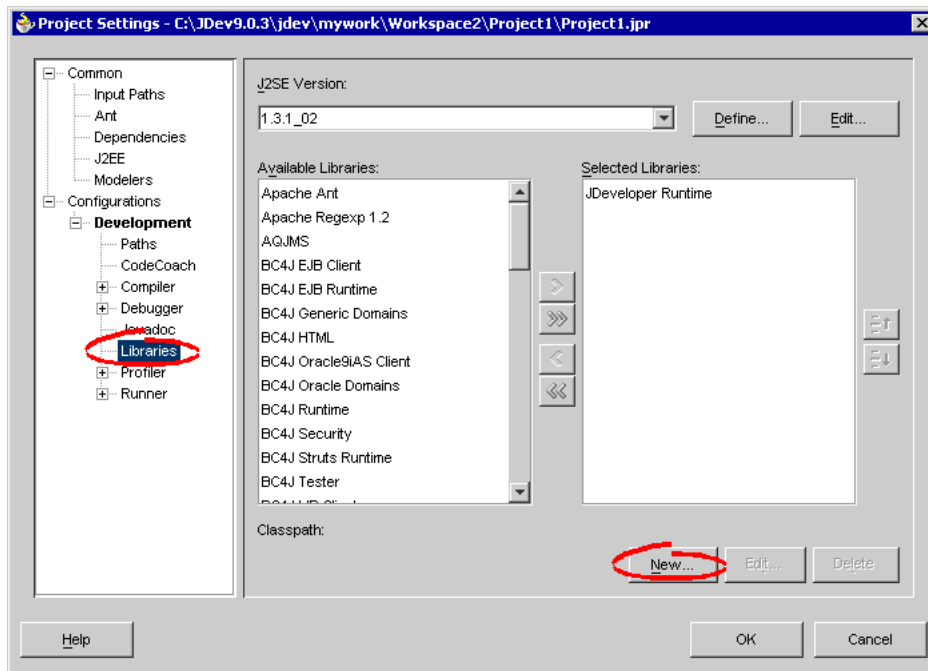 Project Settings - C:\JDev9.0.3\jdev\mywork\Workspace2\Project1\Project1.jpr
Common
Input Paths
Ant
Dependencies
J2EE
Modelers
Configurations
Development
Paths
CodeCoach
Compiler
Debugger
Javadoc
Libraries
Profiler
Runner
J2SE Version:
1.3.1_02
Define...
Edit...
Available Libraries:
Apache Ant
Apache Regexp 1.2
AQJMS
BC4J EJB Client
BC4J EJB Runtime
BC4J Generic Domains
BC4J HTML
BC4J Oracle9iAS Client
BC4J Oracle Domains
BC4J Runtime
BC4J Security
BC4J Struts Runtime
BC4J Tester
Selected Libraries:
JDeveloper Runtime
Classpath:
New...
Edit...
Delete
Help
OK
Cancel